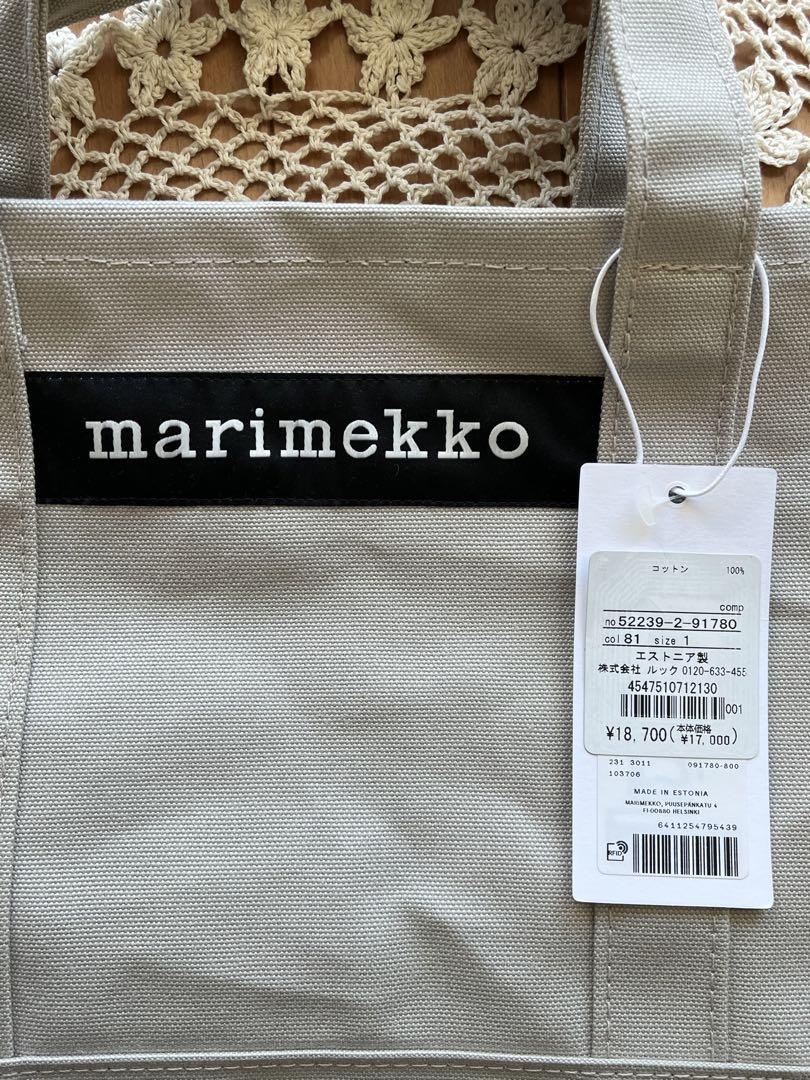 marimekko
コットン 100%
comp
no 52239-2-91780
col 81 size 1
エストニア製
株式会社 ルック 0120-633-455
4547510712130
001
¥18,700(本体価格 ¥17,000)
231 3011 091780-800
103706
MADE IN ESTONIA
MARIMEKKO, PUUSEPÄNKATU 4
FI-00880 HELSINKI
6411254795439
RFID